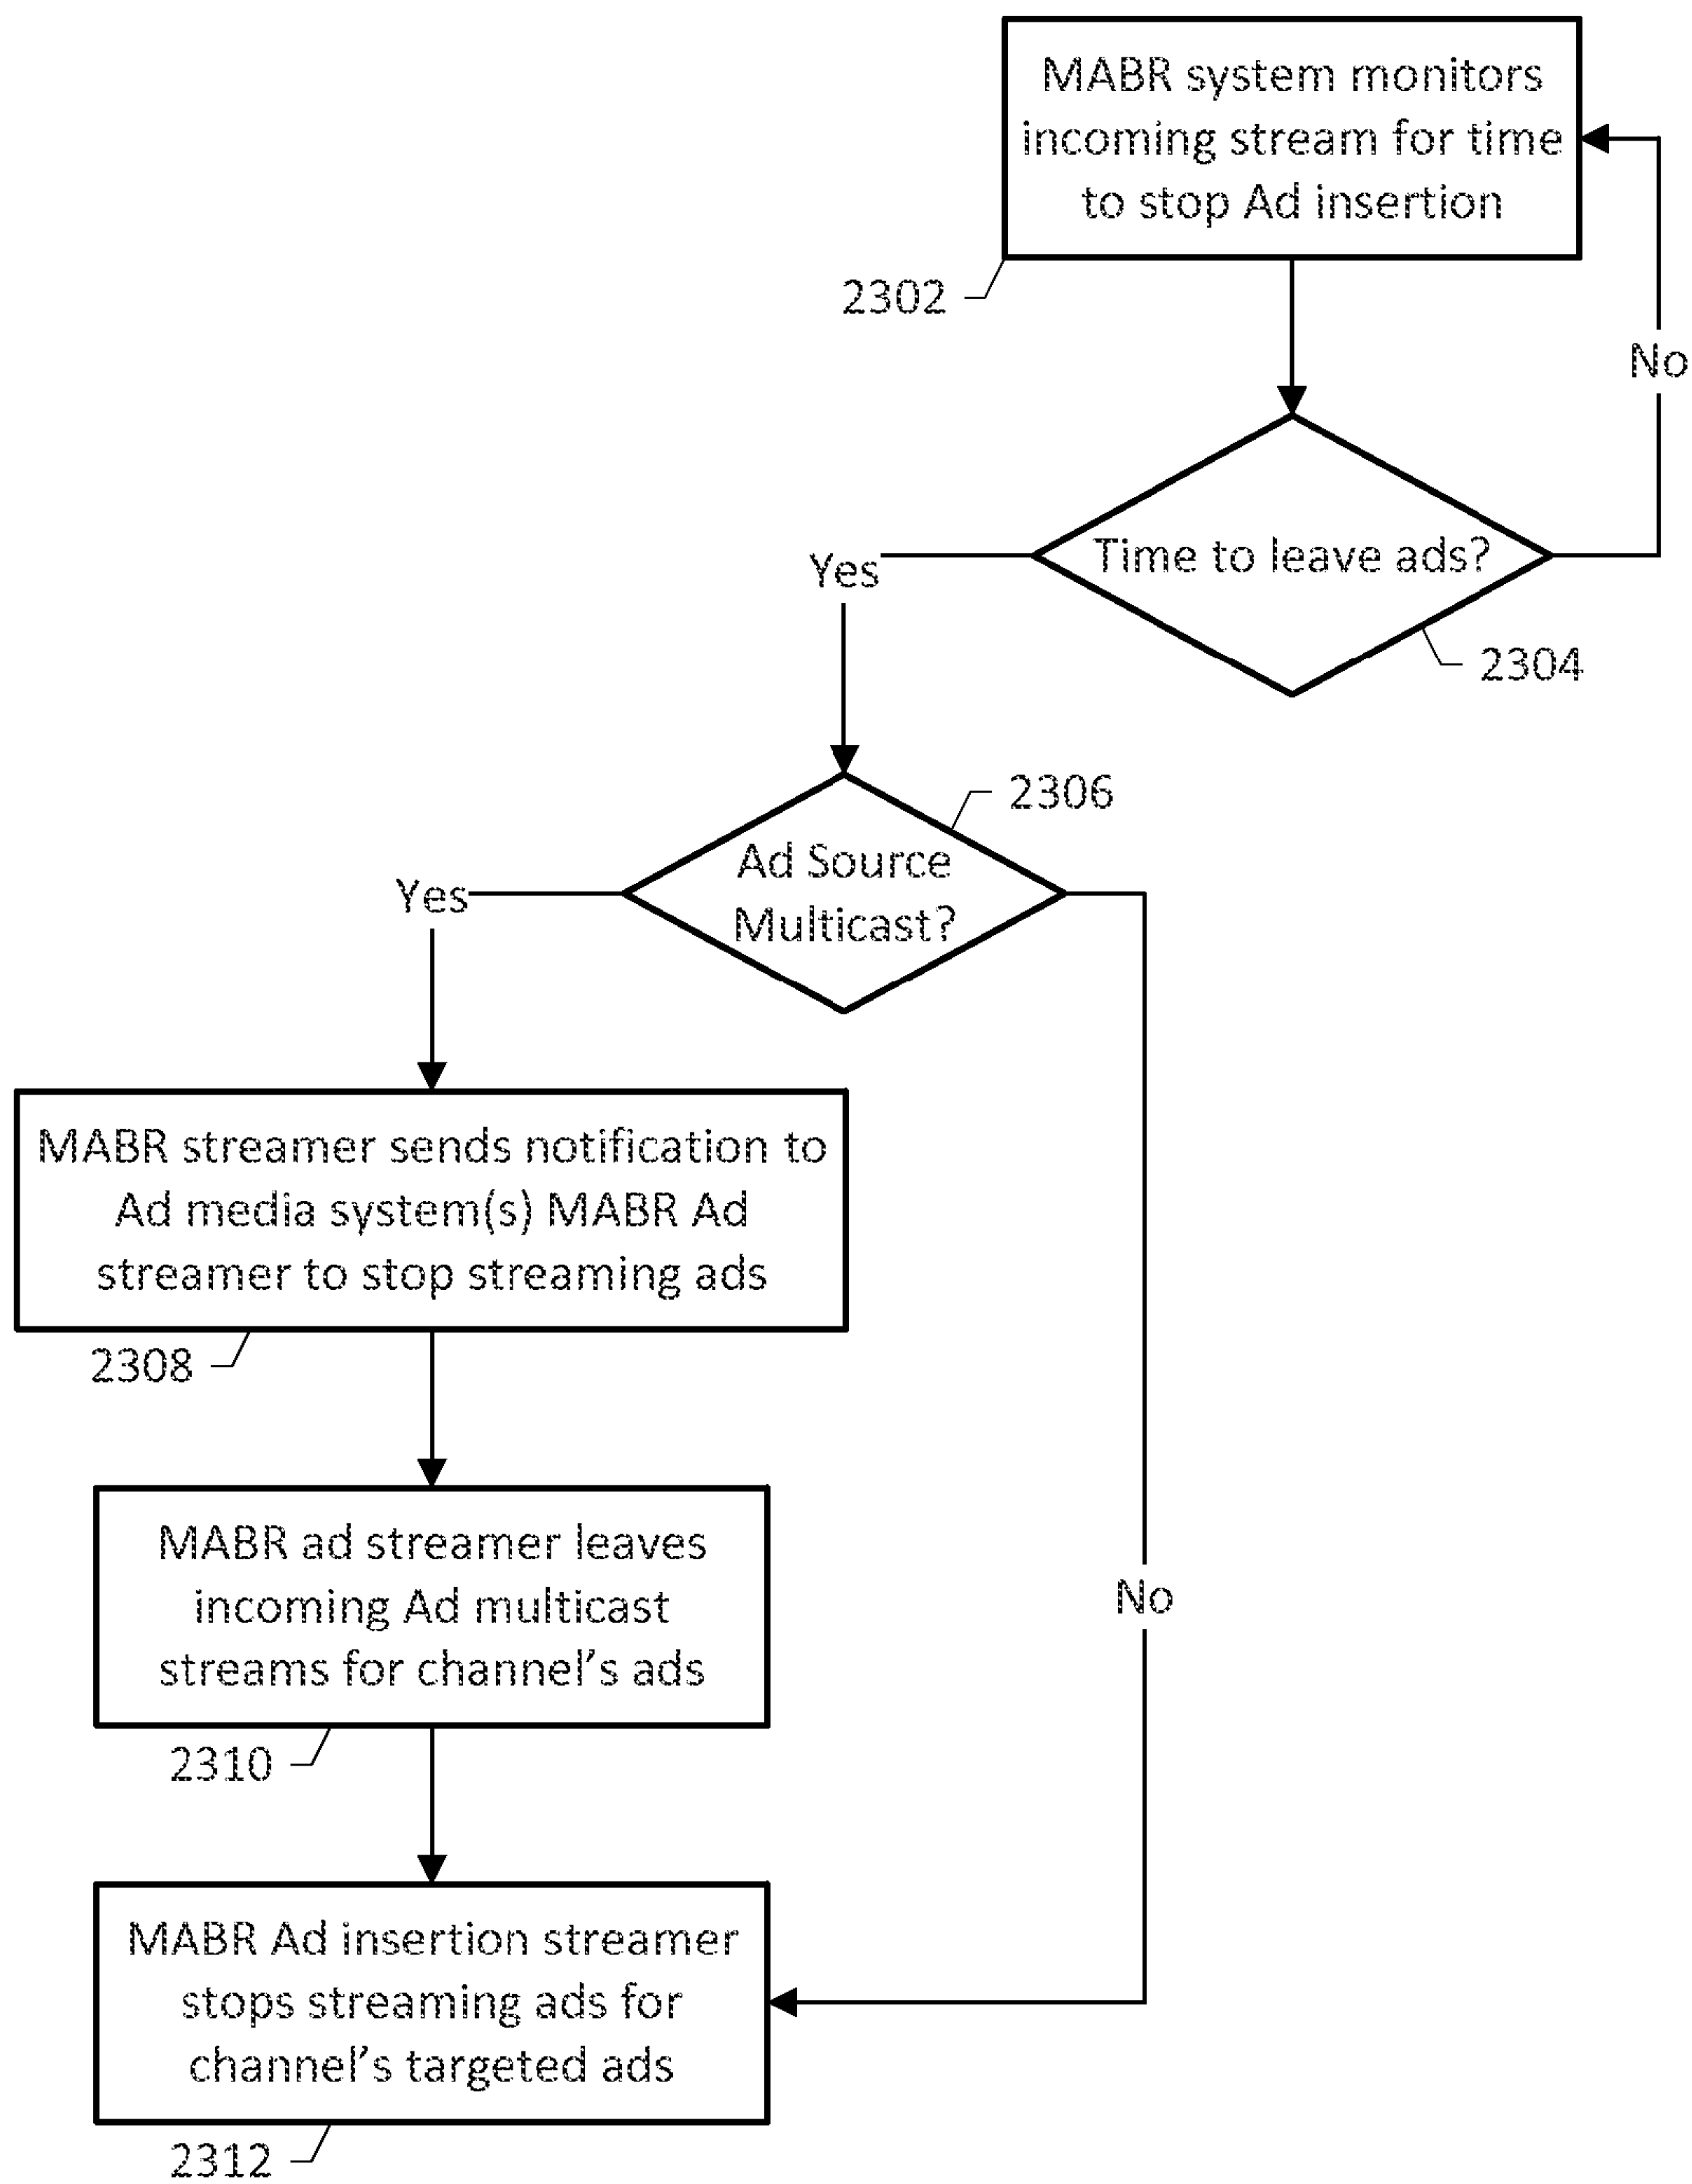 MABR system monitors
incoming stream for time
to stop Ad insertion
2302
No
Time to leave ads?
Yes
2304
2306
Ad Source
Multicast?
Yes
MABR streamer sends notification to
Ad media system(s) MABR Ad
streamer to stop streaming ads
2308
MABR ad streamer leaves
incoming Ad multicast
streams for channel's ads
No
2310
MABR Ad insertion streamer
stops streaming ads for
channel's targeted ads
2312